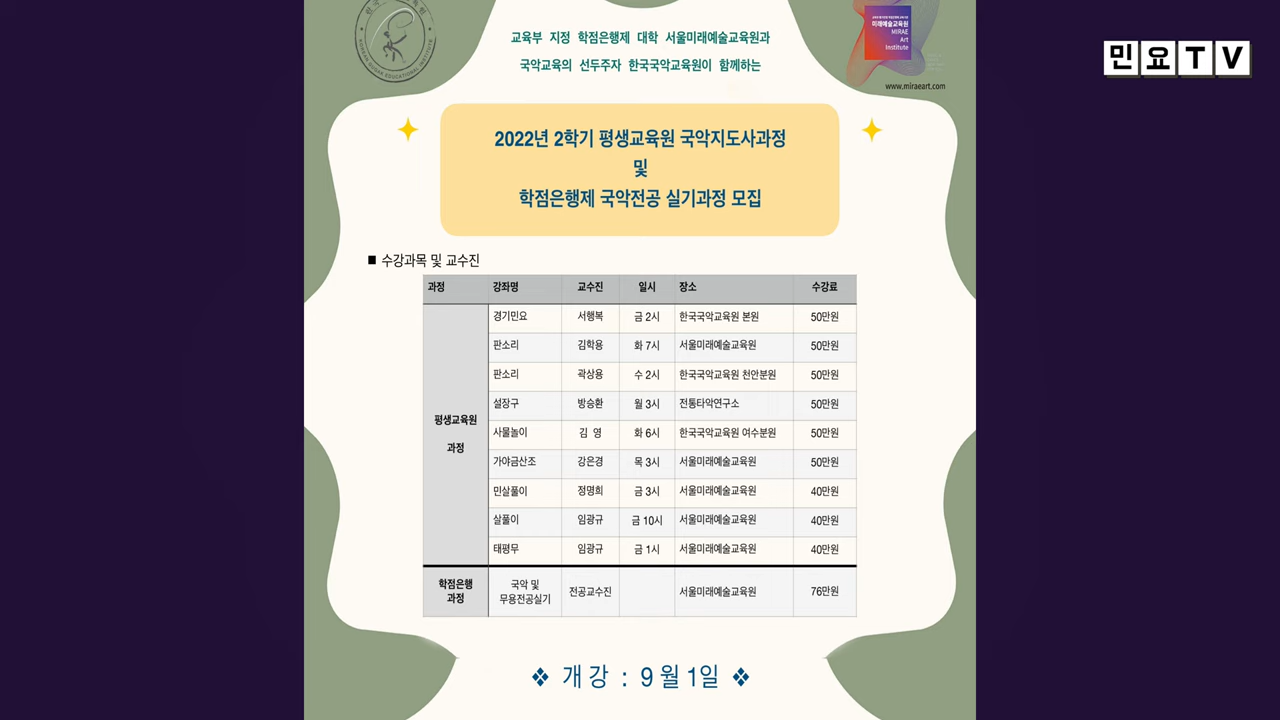 교육부 지정 학점은행제 대학 서울미래예술교육원과
국악교육의 선두주자 한국국악교육원이 함께하는
미래예술교육원
MIRAE
Art
Institute
www.miraeart.com
민요TV
2022년 2학기 평생교육원 국악지도사과정
및
학점은행제 국악전공 실기과정 모집
■ 수강과목 및 교수진
과정 강좌명 교수진 일시 장소 수강료
평생교육원 과정
경기민요 서행복 금 2시 한국국악교육원 본원 50만원
판소리 김학용 화 7시 서울미래예술교육원 50만원
판소리 곽상용 수 2시 한국국악교육원 천안분원 50만원
설장구 방승환 월 3시 전통타악연구소 50만원
사물놀이 김 영 화 6시 한국국악교육원 여수분원 50만원
가야금산조 강은경 목 3시 서울미래예술교육원 50만원
민살풀이 정명희 금 3시 서울미래예술교육원 40만원
살풀이 임광규 금 10시 서울미래예술교육원 40만원
태평무 임광규 금 1시 서울미래예술교육원 40만원
학점은행 과정 국악 및 무용전공실기 전공교수진 서울미래예술교육원 76만원
❖ 개강 : 9월 1일 ❖